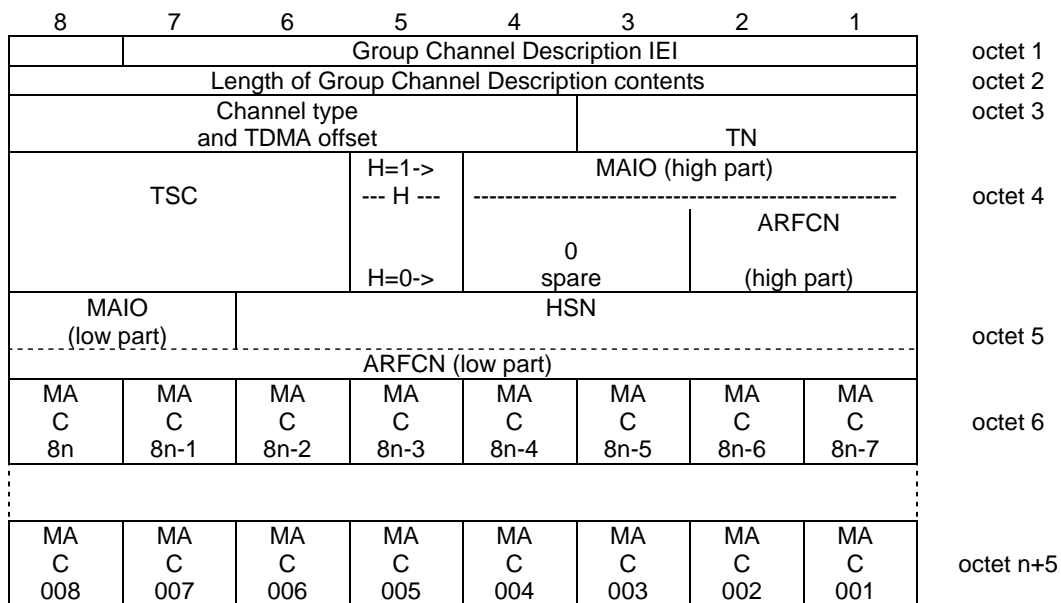 8 7 6 5 4 3 2 1
Group Channel Description IEI octet 1
Length of Group Channel Description contents octet 2
Channel type octet 3
and TDMA offset TN
H=1-> MAIO (high part)
TSC --- H --- ---------------------------------------------------- octet 4
ARFCN
0
H=0-> spare (high part)
MAIO HSN
(low part) octet 5
ARFCN (low part)
MA MA MA MA MA MA MA MA
C C C C C C C C octet 6
8n 8n-1 8n-2 8n-3 8n-4 8n-5 8n-6 8n-7
MA MA MA MA MA MA MA MA
C C C C C C C C octet n+5
008 007 006 005 004 003 002 001